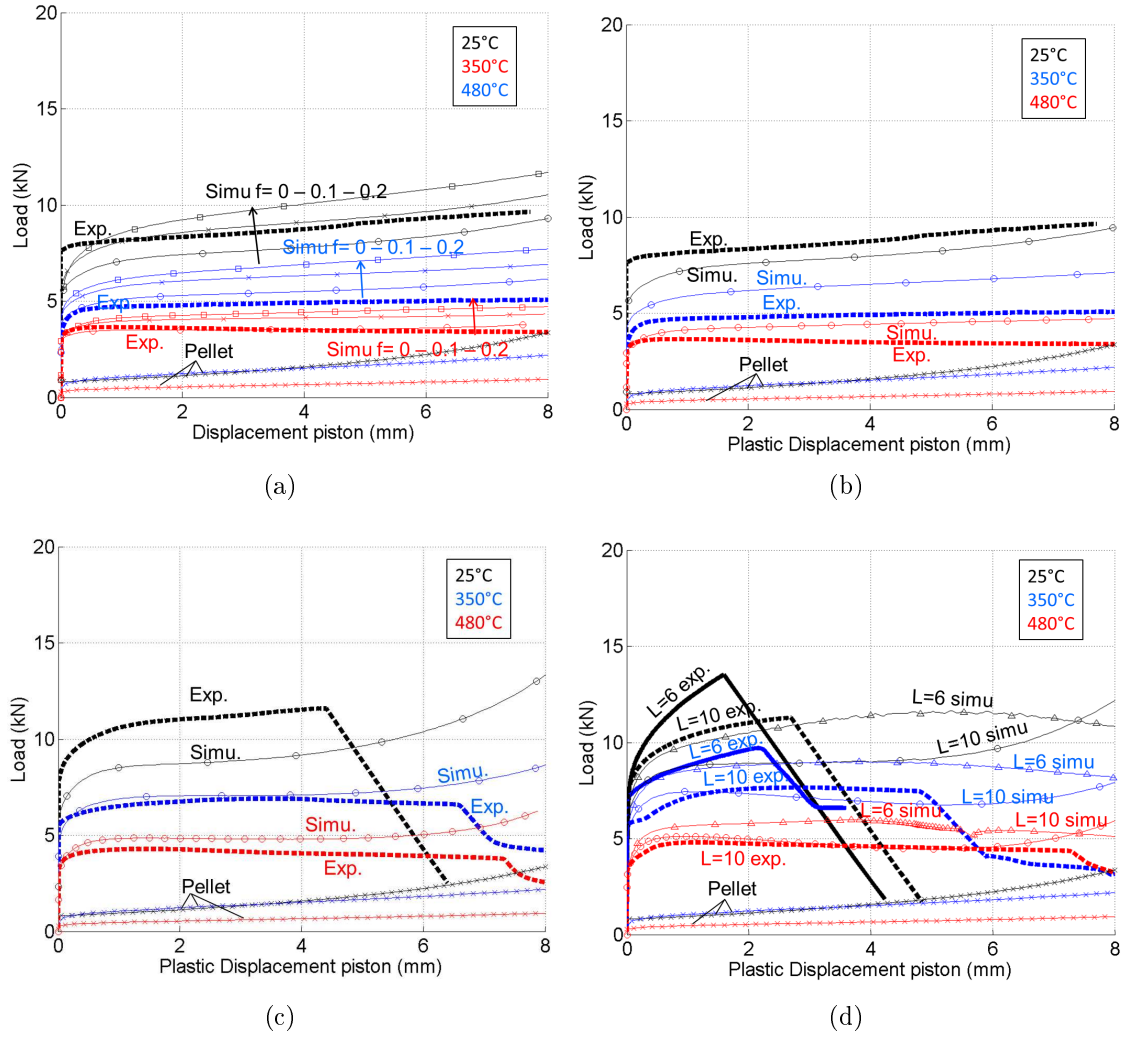 20
15
10
5
0
Load (kN)
25°C
350°C
480°C
Simu f= 0 – 0.1 – 0.2
Exp.
Simu f= 0 – 0.1 – 0.2
Exp.
Exp.
Simu f= 0 – 0.1 – 0.2
Pellet
0 2 4 6 8
Displacement piston (mm)
(a)
20
15
10
5
0
Load (kN)
25°C
350°C
480°C
Exp.
Simu.
Simu.
Exp.
Simu.
Exp.
Pellet
0 2 4 6 8
Plastic Displacement piston (mm)
(b)
20
15
10
5
0
Load (kN)
25°C
350°C
480°C
Exp.
Simu.
Simu.
Exp.
Simu.
Exp.
Pellet
0 2 4 6 8
Plastic Displacement piston (mm)
(c)
20
15
10
5
0
Load (kN)
25°C
350°C
480°C
L=6 exp.
L=10 exp.
L=6 simu
L=10 simu
L=6 exp.
L=10 exp.
L=6 simu
L=10 simu
L=6 simu
L=10 simu
L=10 exp.
Pellet
0 2 4 6 8
Plastic Displacement piston (mm)
(d)